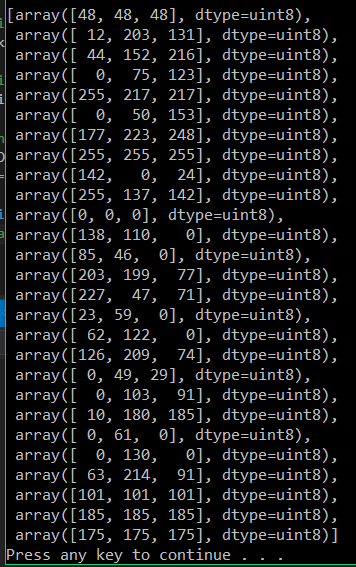 [array([48, 48, 48], dtype=uint8),
array([ 12, 203, 131], dtype=uint8),
array([ 44, 152, 216], dtype=uint8),
array([  0,  75, 123], dtype=uint8),
array([255, 217, 217], dtype=uint8),
array([  0,  50, 153], dtype=uint8),
array([177, 223, 248], dtype=uint8),
array([255, 255, 255], dtype=uint8),
array([142,   0,  24], dtype=uint8),
array([255, 137, 142], dtype=uint8),
array([0, 0, 0], dtype=uint8),
array([138, 110,   0], dtype=uint8),
array([85, 46,  0], dtype=uint8),
array([203, 199,  77], dtype=uint8),
array([227,  47,  71], dtype=uint8),
array([23, 59,  0], dtype=uint8),
array([ 62, 122,   0], dtype=uint8),
array([126, 209,  74], dtype=uint8),
array([ 0, 49, 29], dtype=uint8),
array([  0, 103,  91], dtype=uint8),
array([ 10, 180, 185], dtype=uint8),
array([ 0, 61,  0], dtype=uint8),
array([  0, 130,   0], dtype=uint8),
array([ 63, 214,  91], dtype=uint8),
array([101, 101, 101], dtype=uint8),
array([185, 185, 185], dtype=uint8),
array([175, 175, 175], dtype=uint8)]
Press any key to continue . . .